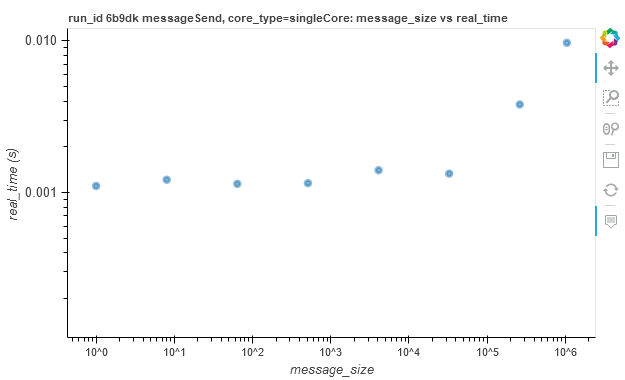 run_id 6b9dk messageSend, core_type=singleCore: message_size vs real_time
0.010
0.001
real_time (s)
10^0 10^1 10^2 10^3 10^4 10^5 10^6
message_size